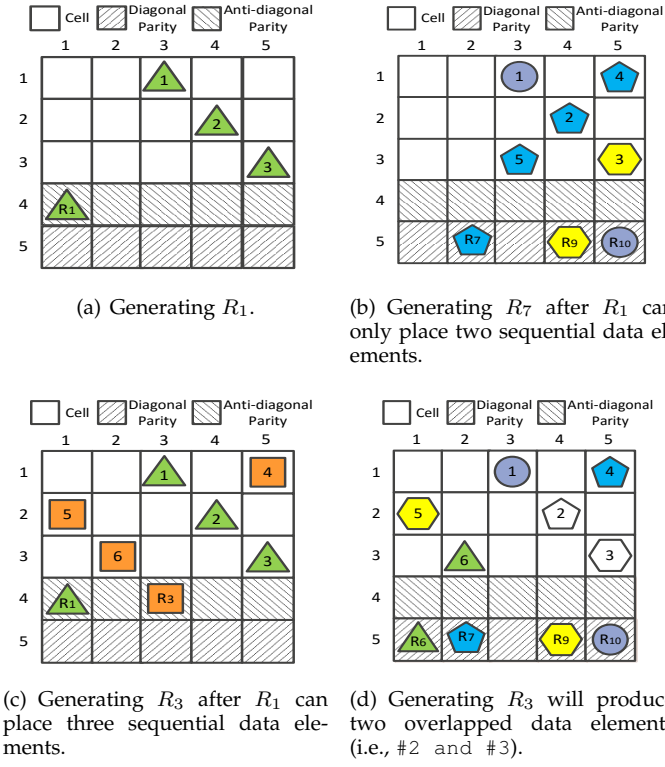 Cell Diagonal Parity Anti-diagonal Parity
1 2 3 4 5
1 1
2 2
3 3
4 R1
5
(a) Generating R1.
Cell Diagonal Parity Anti-diagonal Parity
1 2 3 4 5
1 1 4
2 2
3 5 3
4
5 R7 R9 R10
(b) Generating R7 after R1 can
only place two sequential data el-
ements.
Cell Diagonal Parity Anti-diagonal Parity
1 2 3 4 5
1 1 4
2 5 2
3 6 3
4 R1 R3
5
(c) Generating R3 after R1 can
place three sequential data ele-
ments.
Cell Diagonal Parity Anti-diagonal Parity
1 2 3 4 5
1 1 4
2 5 2
3 6 3
4
5 R6 R7 R9 R10
(d) Generating R3 will produc
two overlapped data element
(i.e., #2 and #3).